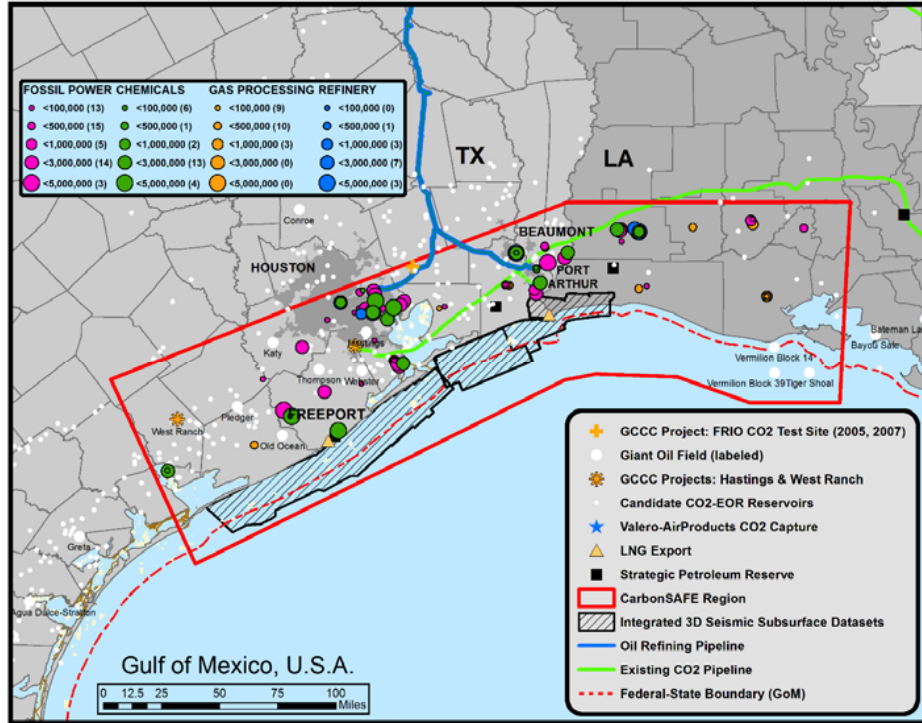 FOSSIL POWER CHEMICALS GAS PROCESSING REFINERY
<100,000 (13) <100,000 (6) <100,000 (9) <100,000 (0)
<500,000 (15) <500,000 (1) <500,000 (10) <500,000 (1)
<1,000,000 (5) <1,000,000 (2) <1,000,000 (3) <1,000,000 (3)
<3,000,000 (14) <3,000,000 (13) <3,000,000 (0) <3,000,000 (7)
<5,000,000 (3) <5,000,000 (4) <5,000,000 (0) <5,000,000 (3)
TX
LA
Conroe
BEAUMONT
HOUSTON
PORT
ARTHUR
Hastings
Katy
Thompson
Webster
Pledger
FREEPORT
West Ranch
Old Ocean
Greta
Agua Dulce-Stratton
Bateman La
Bayou Sale
Vermilion Block 14
Vermilion Block 39
Tiger Shoal
GCCC Project: FRIO CO2 Test Site (2005, 2007)
Giant Oil Field (labeled)
GCCC Projects: Hastings & West Ranch
Candidate CO2-EOR Reservoirs
Valero-AirProducts CO2 Capture
LNG Export
Strategic Petroleum Reserve
CarbonSAFE Region
Integrated 3D Seismic Subsurface Datasets
Oil Refining Pipeline
Existing CO2 Pipeline
Federal-State Boundary (GoM)
Gulf of Mexico, U.S.A.
0 12.5 25 50 75 100
Miles